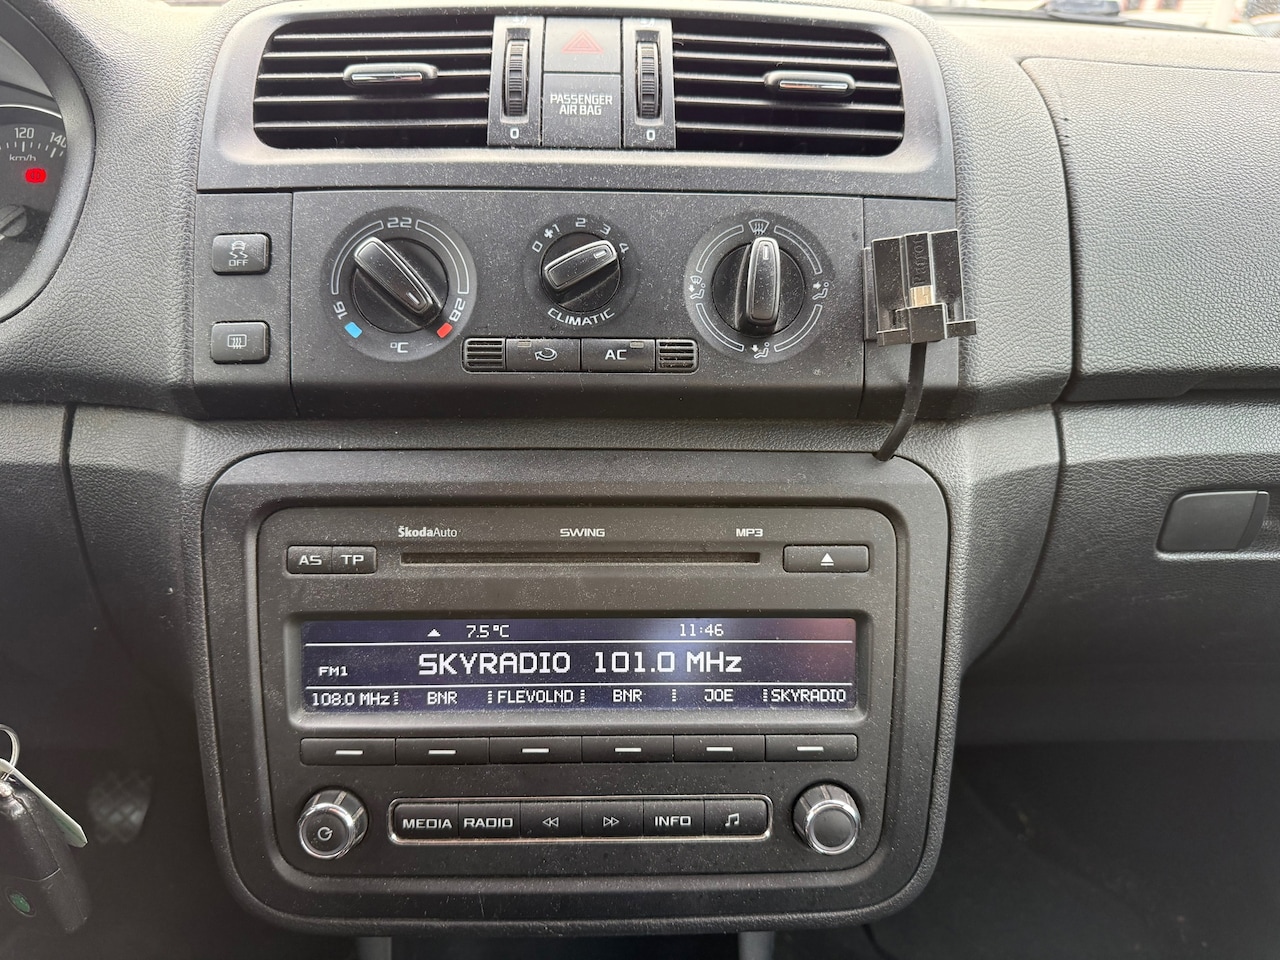 120 140
km/h
PASSENGER
AIR BAG
0
0
22
16
28
°C
OFF
0 1 2 3 4
CLIMATIC
AC
Parrot
ŠkodaAuto SWING MP3
AS TP
7.5°C 11:46
FM1 SKYRADIO 101.0 MHz
108.0 MHz BNR FLEVOLND BNR JOE SKYRADIO
MEDIA RADIO INFO